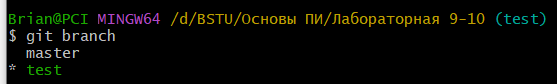 Brian@PCI MINGW64 /d/BSTU/Основы ПИ/Лабораторная 9-10 (test)
$ git branch
  master
* test